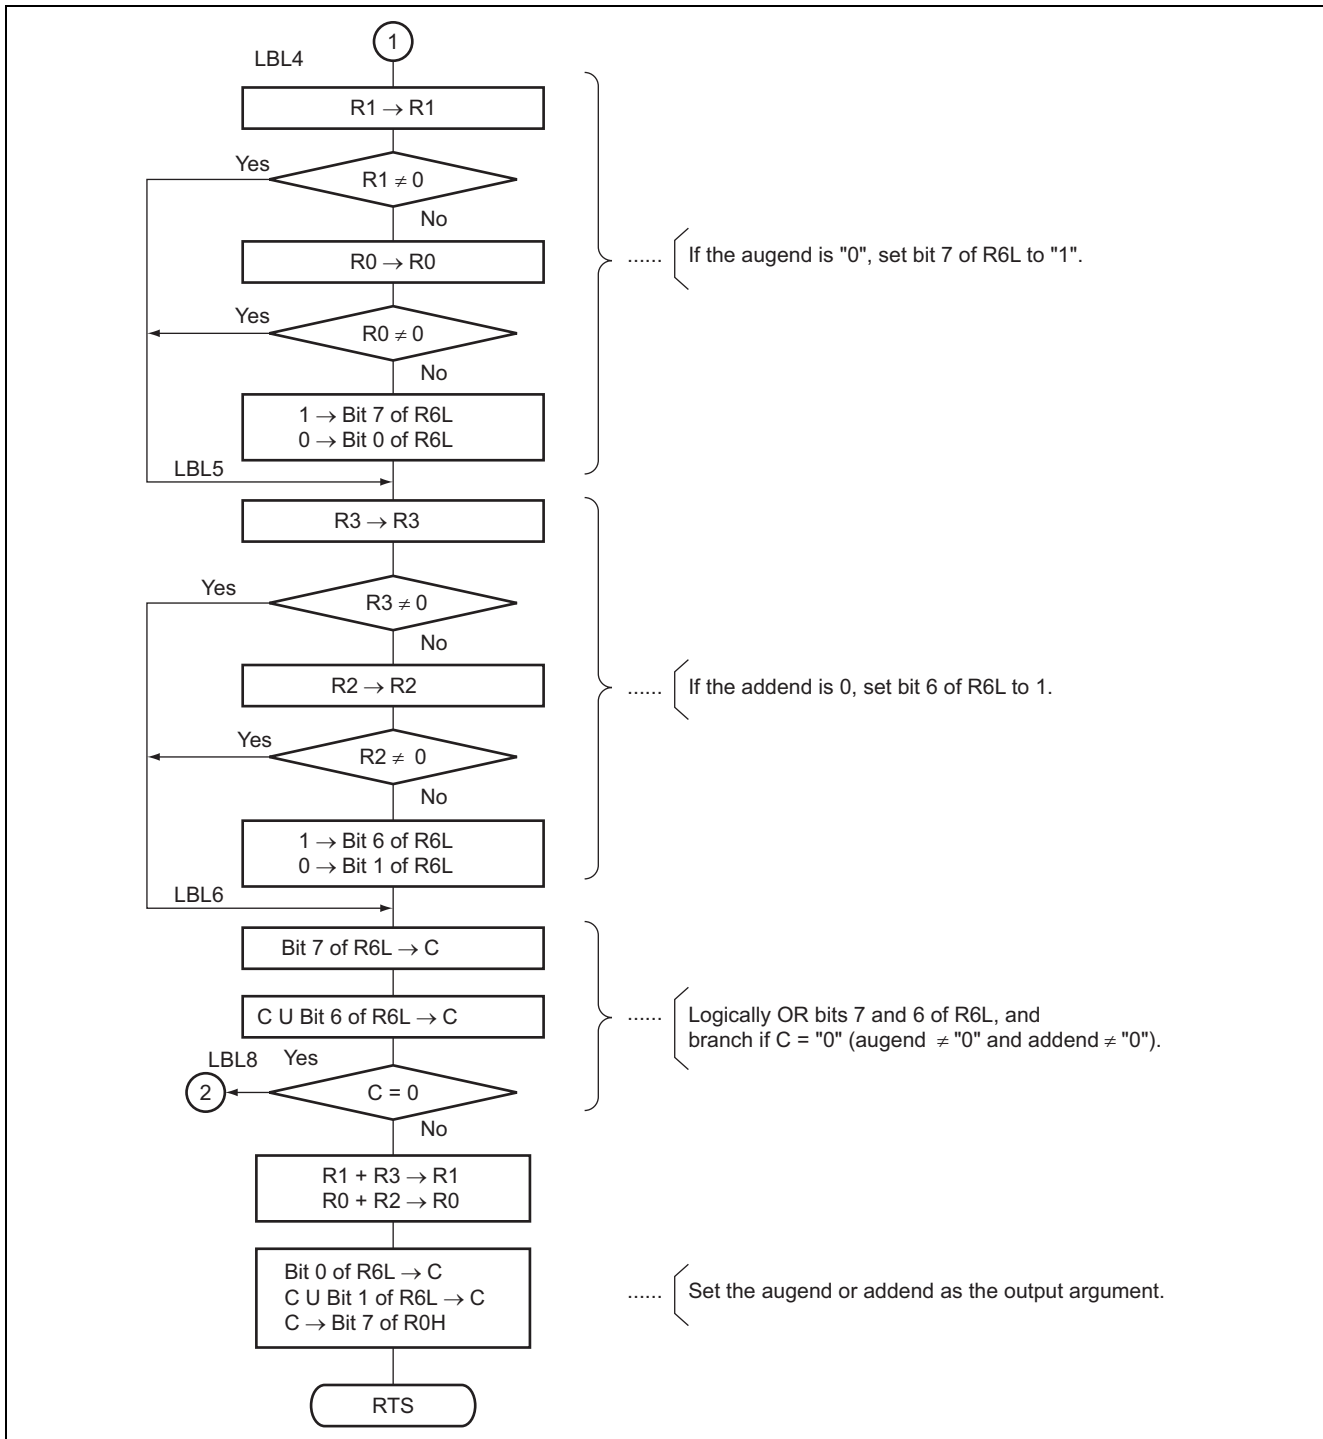 1
LBL4
R1 → R1
Yes
R1 ≠ 0
No
R0 → R0
...... If the augend is "0", set bit 7 of R6L to "1".
Yes
R0 ≠ 0
No
1 → Bit 7 of R6L
0 → Bit 0 of R6L
LBL5
R3 → R3
Yes
R3 ≠ 0
No
R2 → R2
...... If the addend is 0, set bit 6 of R6L to 1.
Yes
R2 ≠ 0
No
1 → Bit 6 of R6L
0 → Bit 1 of R6L
LBL6
Bit 7 of R6L → C
C U Bit 6 of R6L → C
...... Logically OR bits 7 and 6 of R6L, and
branch if C = "0" (augend ≠ "0" and addend ≠ "0").
LBL8 Yes
2
C = 0
No
R1 + R3 → R1
R0 + R2 → R0
Bit 0 of R6L → C
C U Bit 1 of R6L → C
C → Bit 7 of R0H
...... Set the augend or addend as the output argument.
RTS